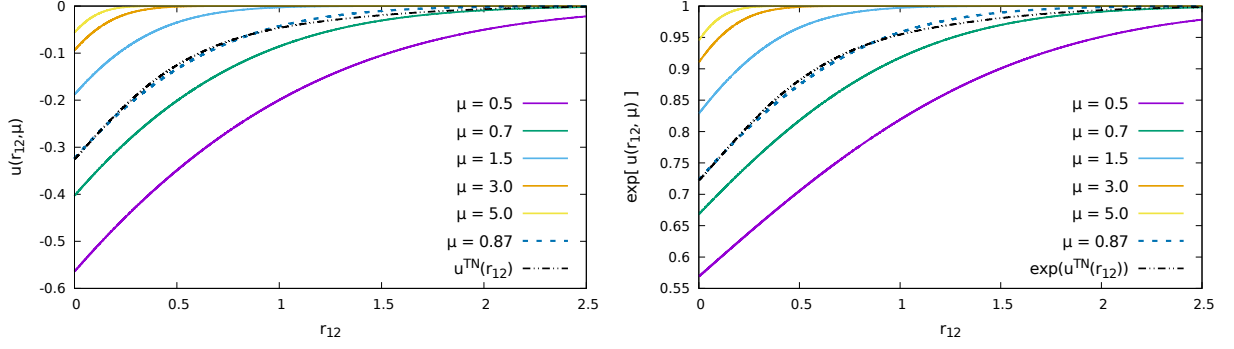 0
-0.1
-0.2
-0.3
-0.4
-0.5
-0.6
0 0.5 1 1.5 2 2.5
u(r12,μ)
r12
μ = 0.5
μ = 0.7
μ = 1.5
μ = 3.0
μ = 5.0
μ = 0.87
uTN(r12)
1
0.95
0.9
0.85
0.8
0.75
0.7
0.65
0.6
0.55
0 0.5 1 1.5 2 2.5
exp[ u(r12, μ) ]
r12
μ = 0.5
μ = 0.7
μ = 1.5
μ = 3.0
μ = 5.0
μ = 0.87
exp(uTN(r12))